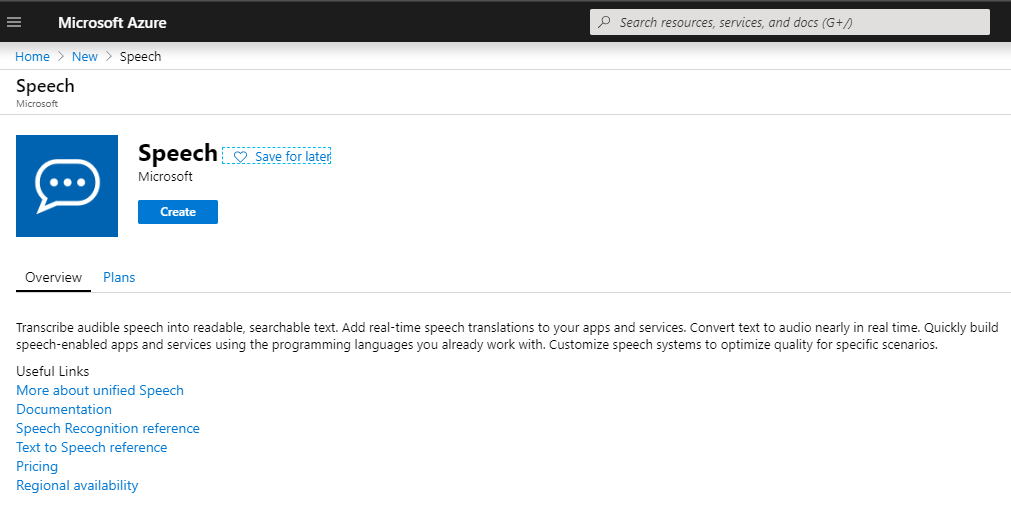 Microsoft Azure
Search resources, services, and docs (G+/)
Home > New > Speech
Speech
Microsoft
Speech
Save for later
Microsoft
Create
Overview Plans
Transcribe audible speech into readable, searchable text. Add real-time speech translations to your apps and services. Convert text to audio nearly in real time. Quickly build
speech-enabled apps and services using the programming languages you already work with. Customize speech systems to optimize quality for specific scenarios.
Useful Links
More about unified Speech
Documentation
Speech Recognition reference
Text to Speech reference
Pricing
Regional availability